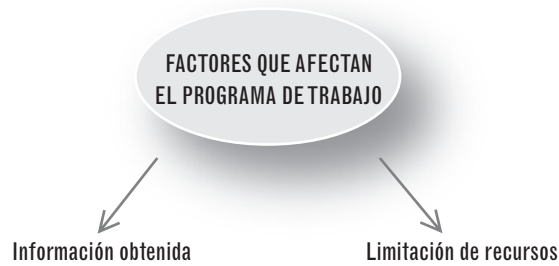 FACTORES QUE AFECTAN
EL PROGRAMA DE TRABAJO
Información obtenida
Limitación de recursos